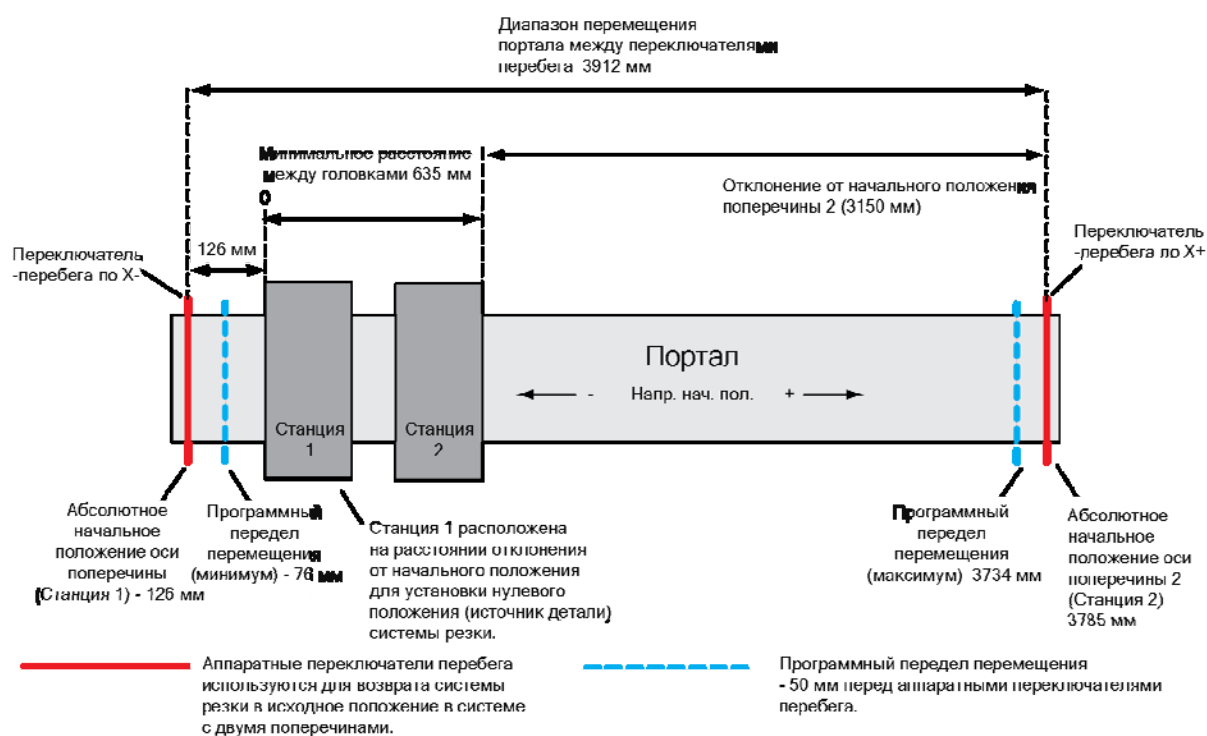 Диапазон перемещения
портала между переключателями
перебега 3912 мм
Минимальное расстояние
между головками 635 мм
0
Отклонение от начального положения
поперечины 2 (3150 мм)
126 мм
Переключатель
-перебега по X-
Переключатель
-перебега по X+
Портал
- Напр. нач. пол. +
Станция
1
Станция
2
Абсолютное
начальное
положение оси
поперечины
(Станция 1) - 126 мм
Программный
передел
перемещения
(минимум) - 76 мм
Станция 1 расположена
на расстоянии отклонения
от начального положения
для установки нулевого
положения (источник детали)
системы резки.
Программный
передел
перемещения
(максимум) 3734 мм
Абсолютное
начальное
положение оси
поперечины 2
(Станция 2)
3785 мм
Аппаратные переключатели перебега
используются для возврата системы
резки в исходное положение в системе
с двумя поперечинами.
Программный передел перемещения
- 50 мм перед аппаратными переключателями
перебега.